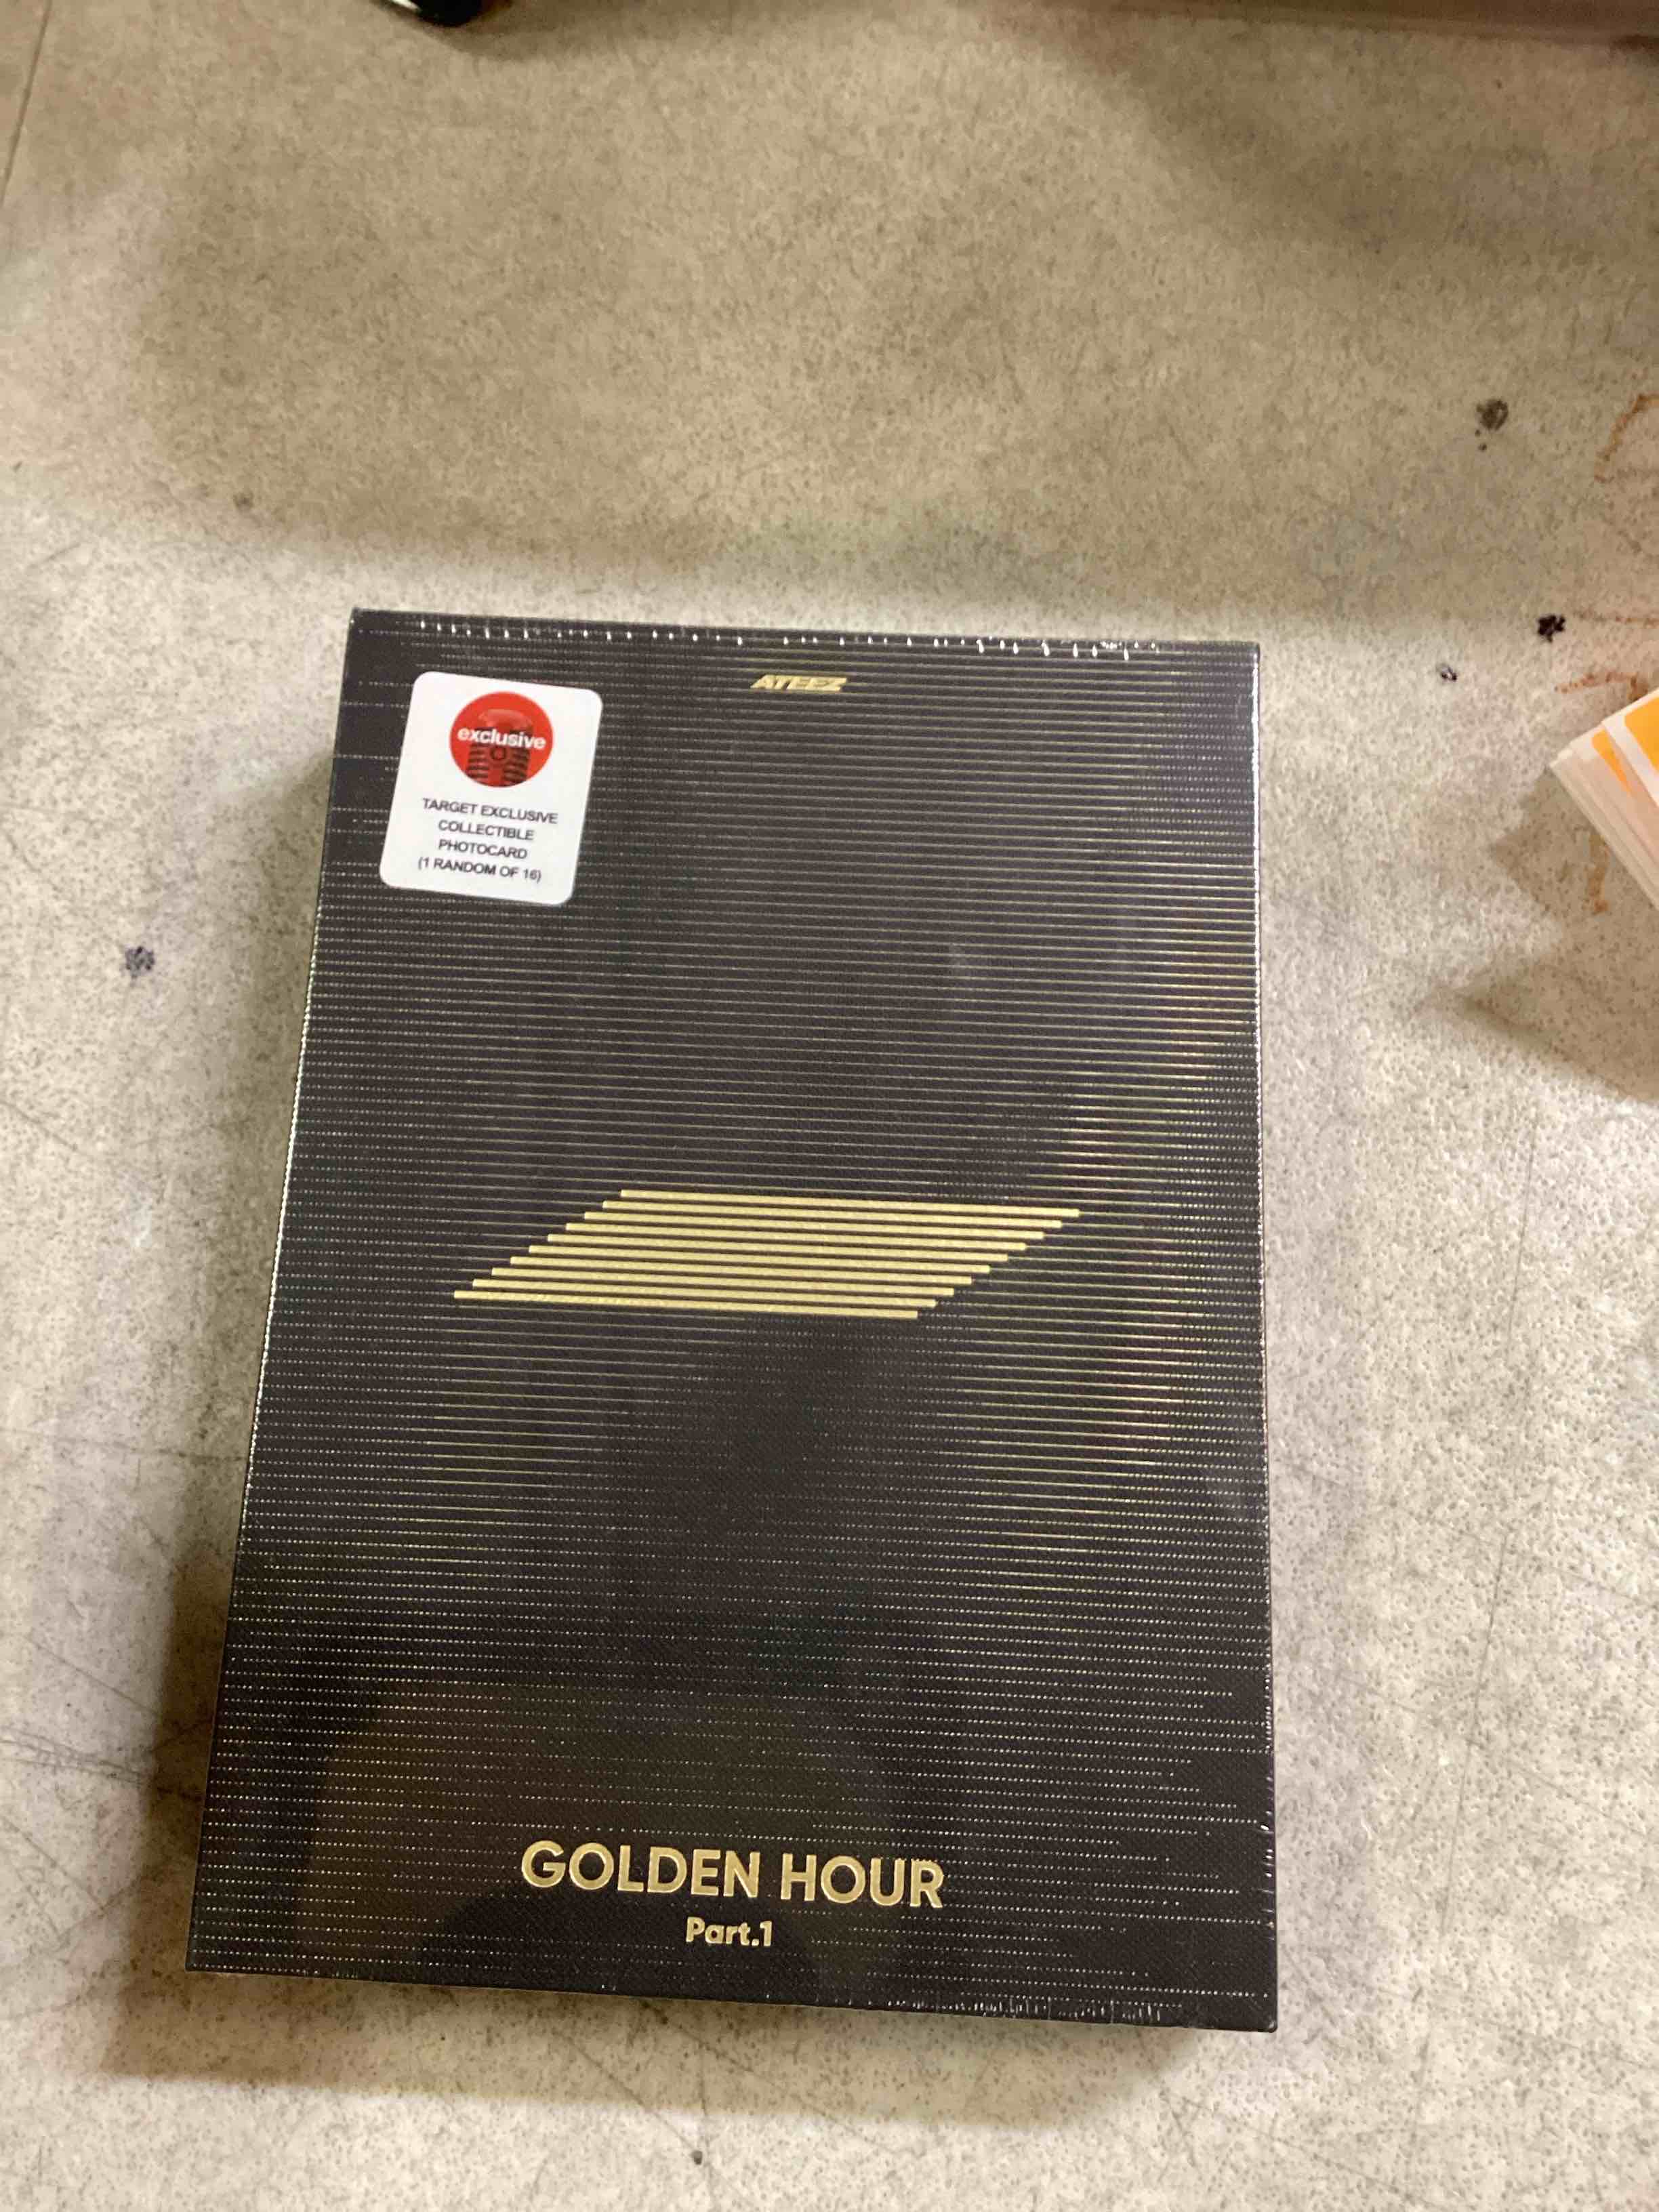 ATEEZ
exclusive
TARGET EXCLUSIVE
COLLECTIBLE
PHOTOCARD
(1 RANDOM OF 16)
GOLDEN HOUR
Part.1